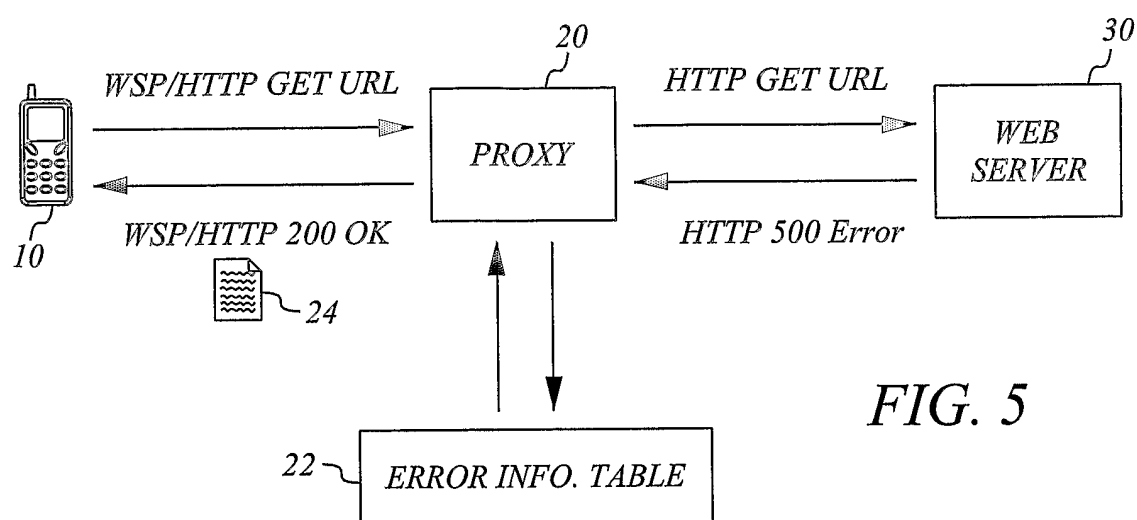 20
30
WSP/HTTP GET URL
HTTP GET URL
PROXY
WEB
SERVER
WSP/HTTP 200 OK
HTTP 500 Error
10
24
FIG. 5
22
ERROR INFO. TABLE